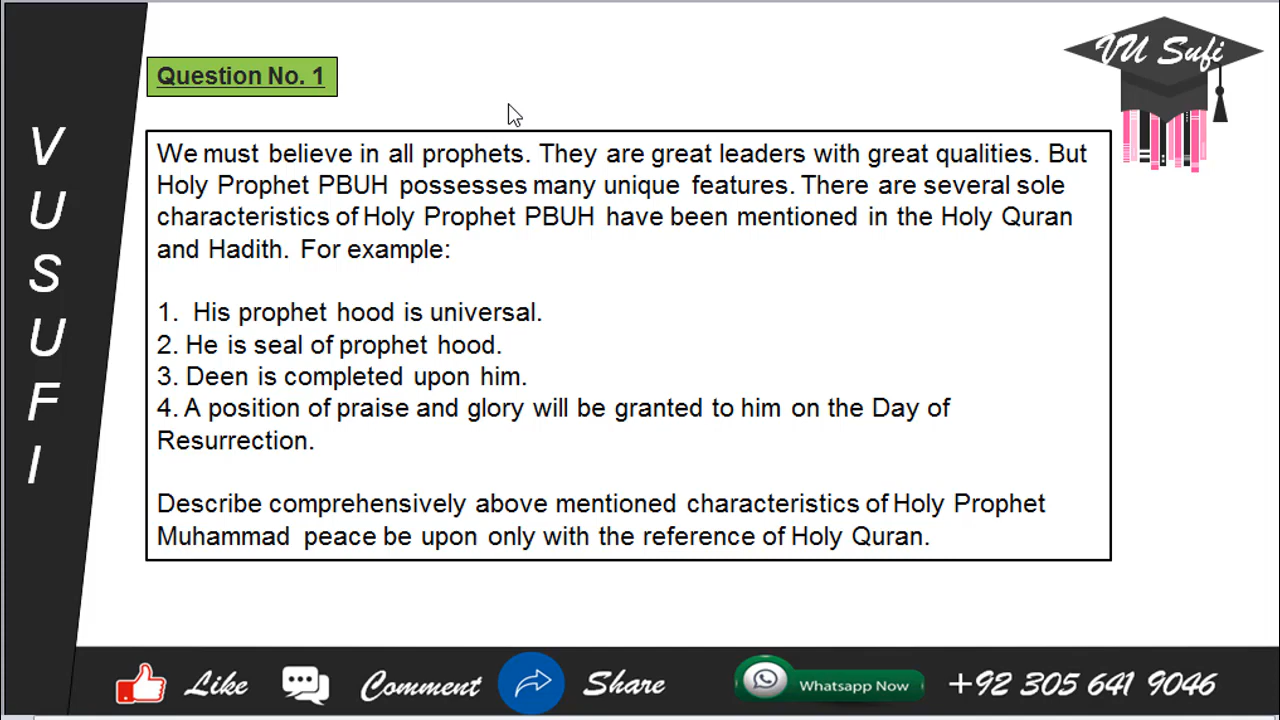 VUSUFI
VU Sufi
Question No. 1
We must believe in all prophets. They are great leaders with great qualities. But
Holy Prophet PBUH possesses many unique features. There are several sole
characteristics of Holy Prophet PBUH have been mentioned in the Holy Quran
and Hadith. For example:
1. His prophet hood is universal.
2. He is seal of prophet hood.
3. Deen is completed upon him.
4. A position of praise and glory will be granted to him on the Day of
Resurrection.
Describe comprehensively above mentioned characteristics of Holy Prophet
Muhammad peace be upon only with the reference of Holy Quran.
Like Comment Share Whatsapp Now +92 305 641 9046